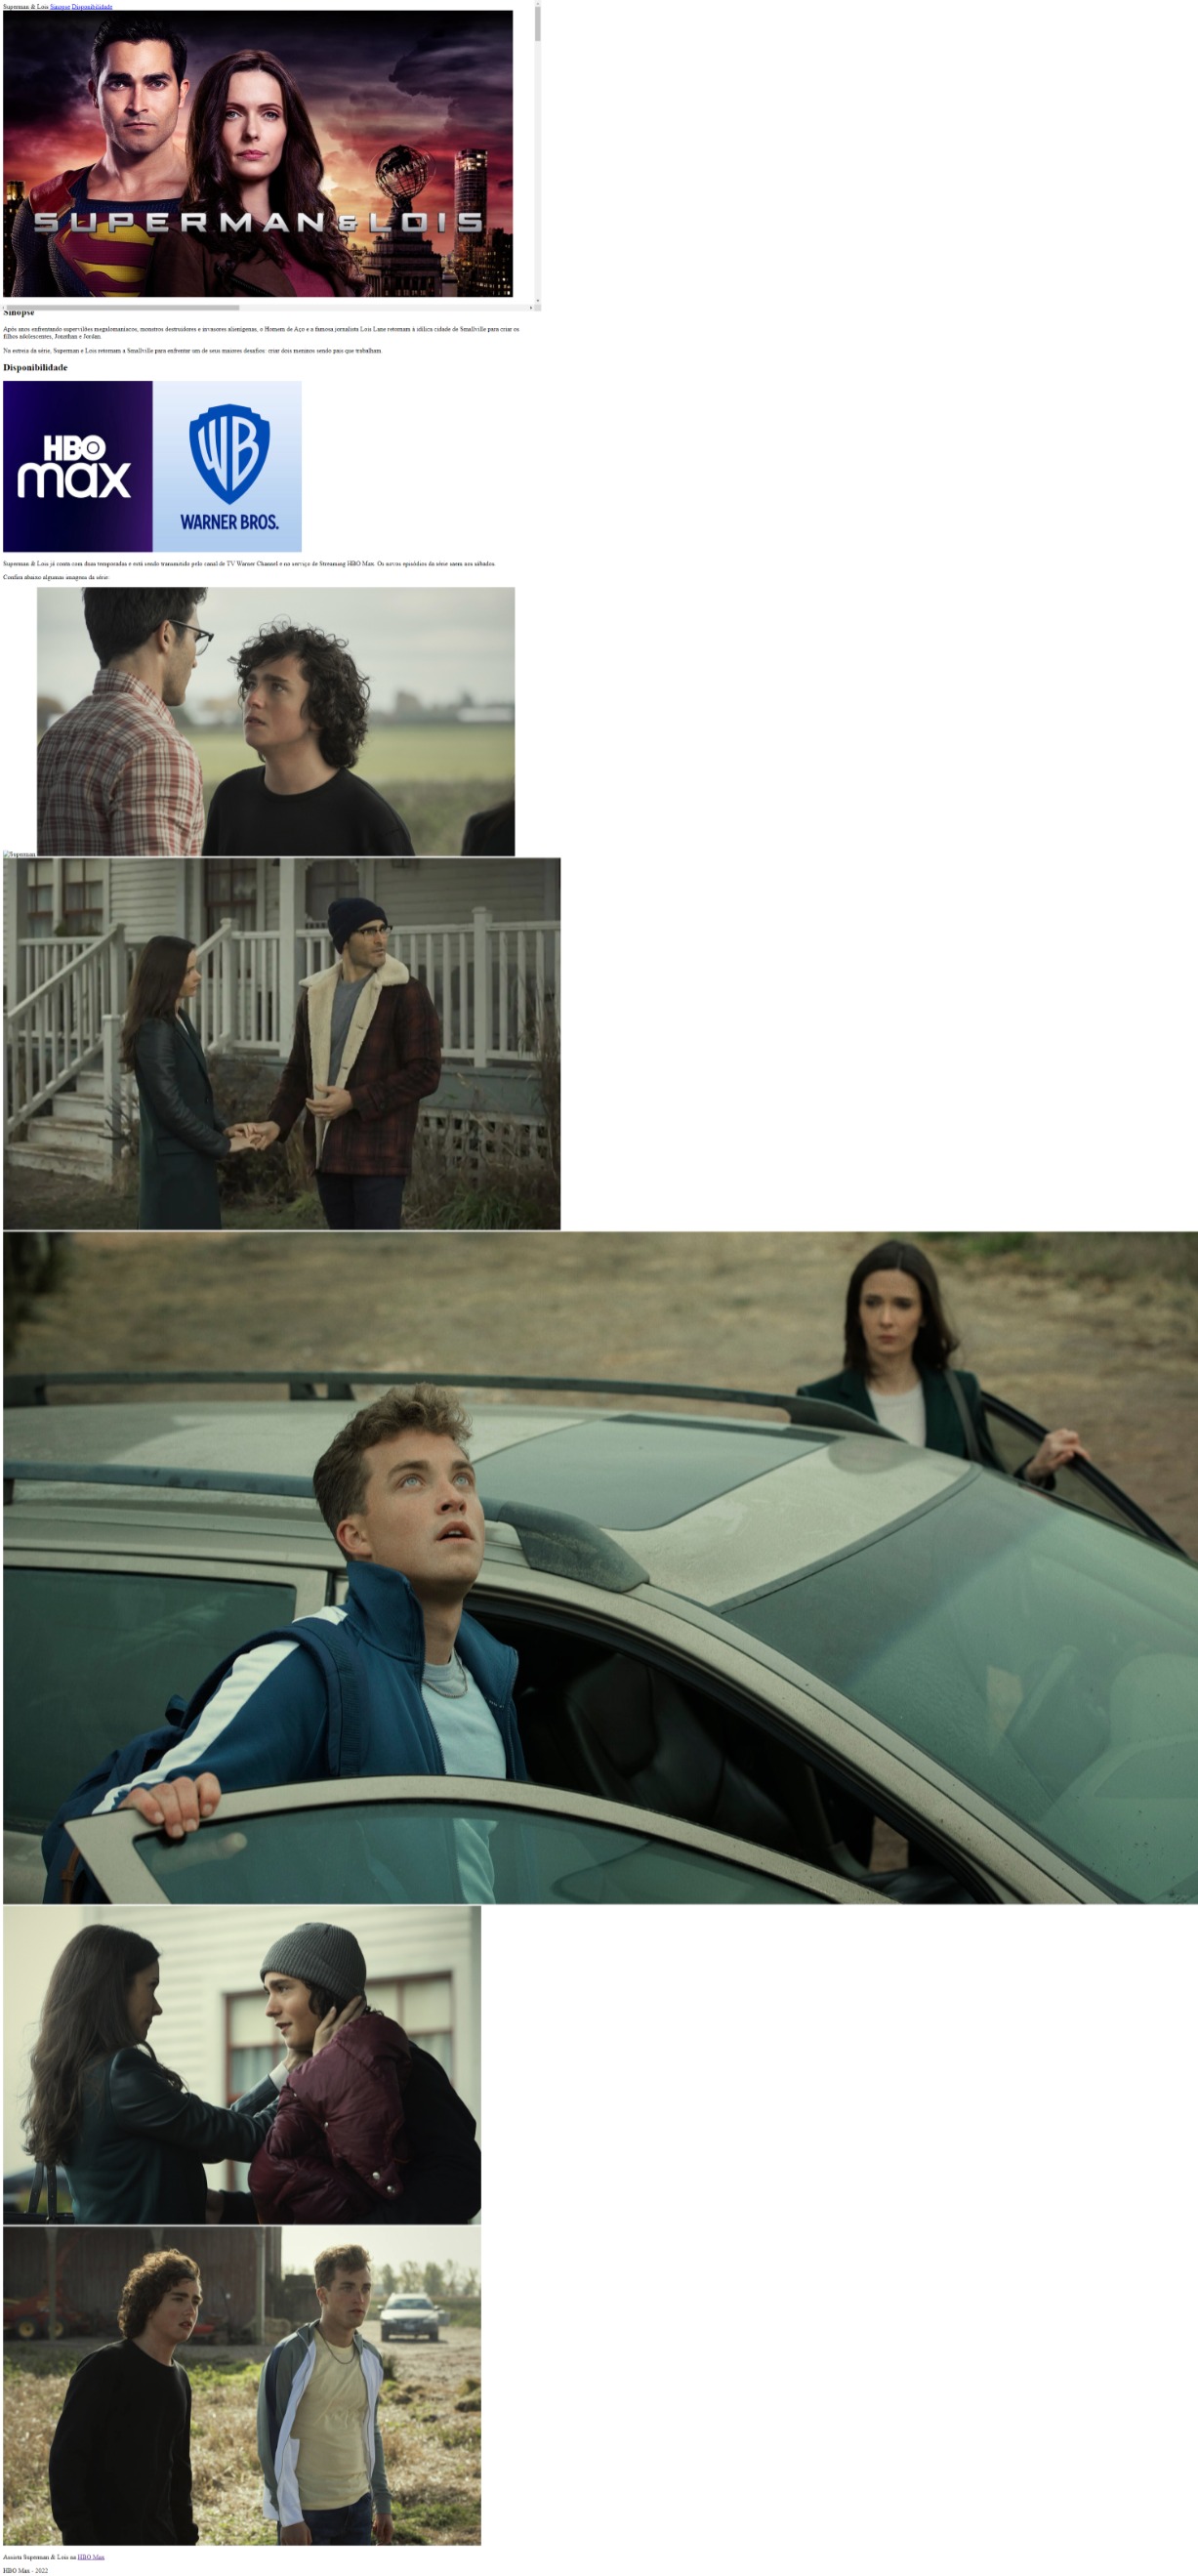 Superman & Lois Sinopse Disponibilidade
SUPERMAN & LOIS
Sinopse
Após anos enfrentando supervilões megalomaníacos, monstros destruidores e invasores alienígenas, o Homem de Aço e a famosa jornalista Lois Lane retornam à idílica cidade de Smallville para criar os
filhos adolescentes, Jonathan e Jordan.
Na estreia da série, Superman e Lois retornam a Smallville para enfrentar um de seus maiores desafios: criar dois meninos sendo pais que trabalham.
Disponibilidade
HBO
max
WB
WARNER BROS.
Superman & Lois já conta com duas temporadas e está sendo transmitido pelo canal de TV Warner Channel e no serviço de Streaming HBO Max. Os novos episódios da série saem aos sábados.
Confira abaixo algumas imagens da série:
Superman
Assista Superman & Lois na HBO Max
HBO Max - 2022